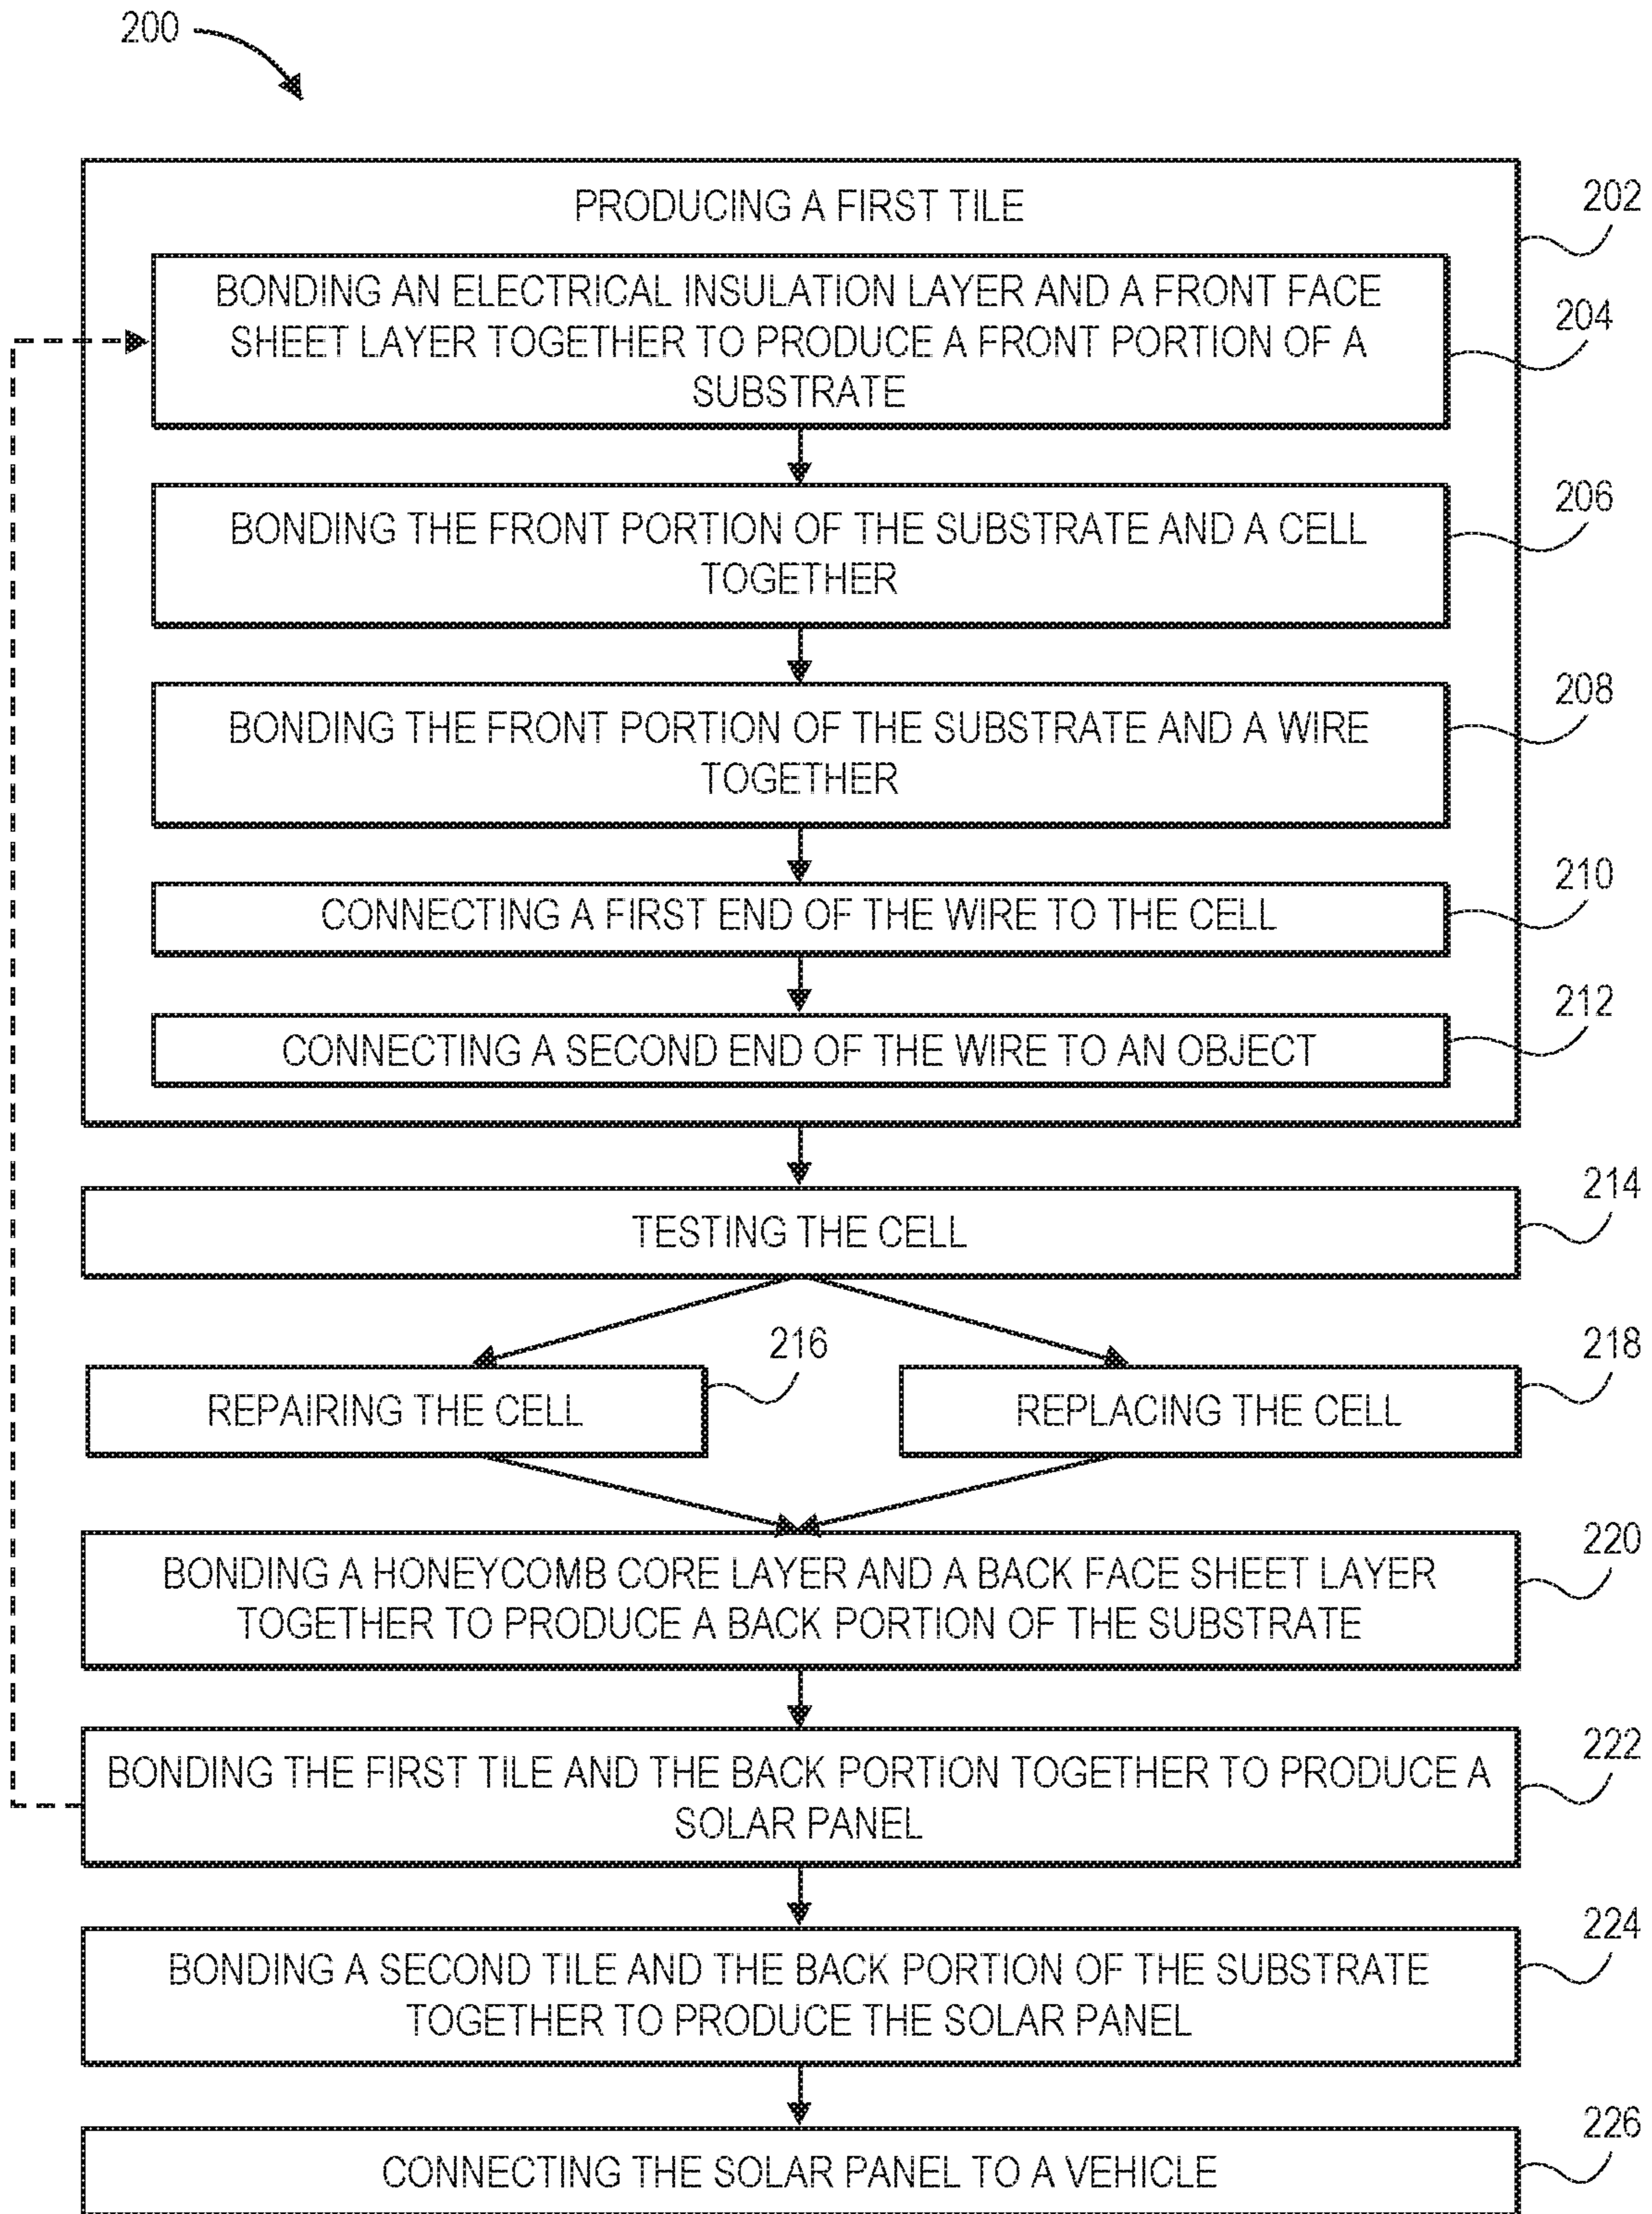 200
PRODUCING A FIRST TILE
202
BONDING AN ELECTRICAL INSULATION LAYER AND A FRONT FACE
SHEET LAYER TOGETHER TO PRODUCE A FRONT PORTION OF A
SUBSTRATE
204
BONDING THE FRONT PORTION OF THE SUBSTRATE AND A CELL
TOGETHER
206
BONDING THE FRONT PORTION OF THE SUBSTRATE AND A WIRE
TOGETHER
208
CONNECTING A FIRST END OF THE WIRE TO THE CELL
210
CONNECTING A SECOND END OF THE WIRE TO AN OBJECT
212
TESTING THE CELL
214
REPAIRING THE CELL
216
REPLACING THE CELL
218
BONDING A HONEYCOMB CORE LAYER AND A BACK FACE SHEET LAYER
TOGETHER TO PRODUCE A BACK PORTION OF THE SUBSTRATE
220
BONDING THE FIRST TILE AND THE BACK PORTION TOGETHER TO PRODUCE A
SOLAR PANEL
222
BONDING A SECOND TILE AND THE BACK PORTION OF THE SUBSTRATE
TOGETHER TO PRODUCE THE SOLAR PANEL
224
CONNECTING THE SOLAR PANEL TO A VEHICLE
226